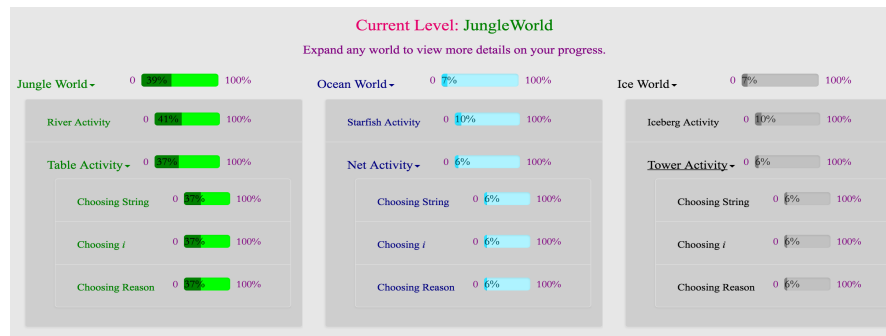 Current Level: JungleWorld
Expand any world to view more details on your progress.
Jungle World 0 39% 100%
River Activity 0 41% 100%
Table Activity 0 37% 100%
Choosing String 0 37% 100%
Choosing i 0 37% 100%
Choosing Reason 0 37% 100%
Ocean World 0 7% 100%
Starfish Activity 0 10% 100%
Net Activity 0 6% 100%
Choosing String 0 6% 100%
Choosing i 0 6% 100%
Choosing Reason 0 6% 100%
Ice World 0 7% 100%
Iceberg Activity 0 10% 100%
Tower Activity 0 6% 100%
Choosing String 0 6% 100%
Choosing i 0 6% 100%
Choosing Reason 0 6% 100%